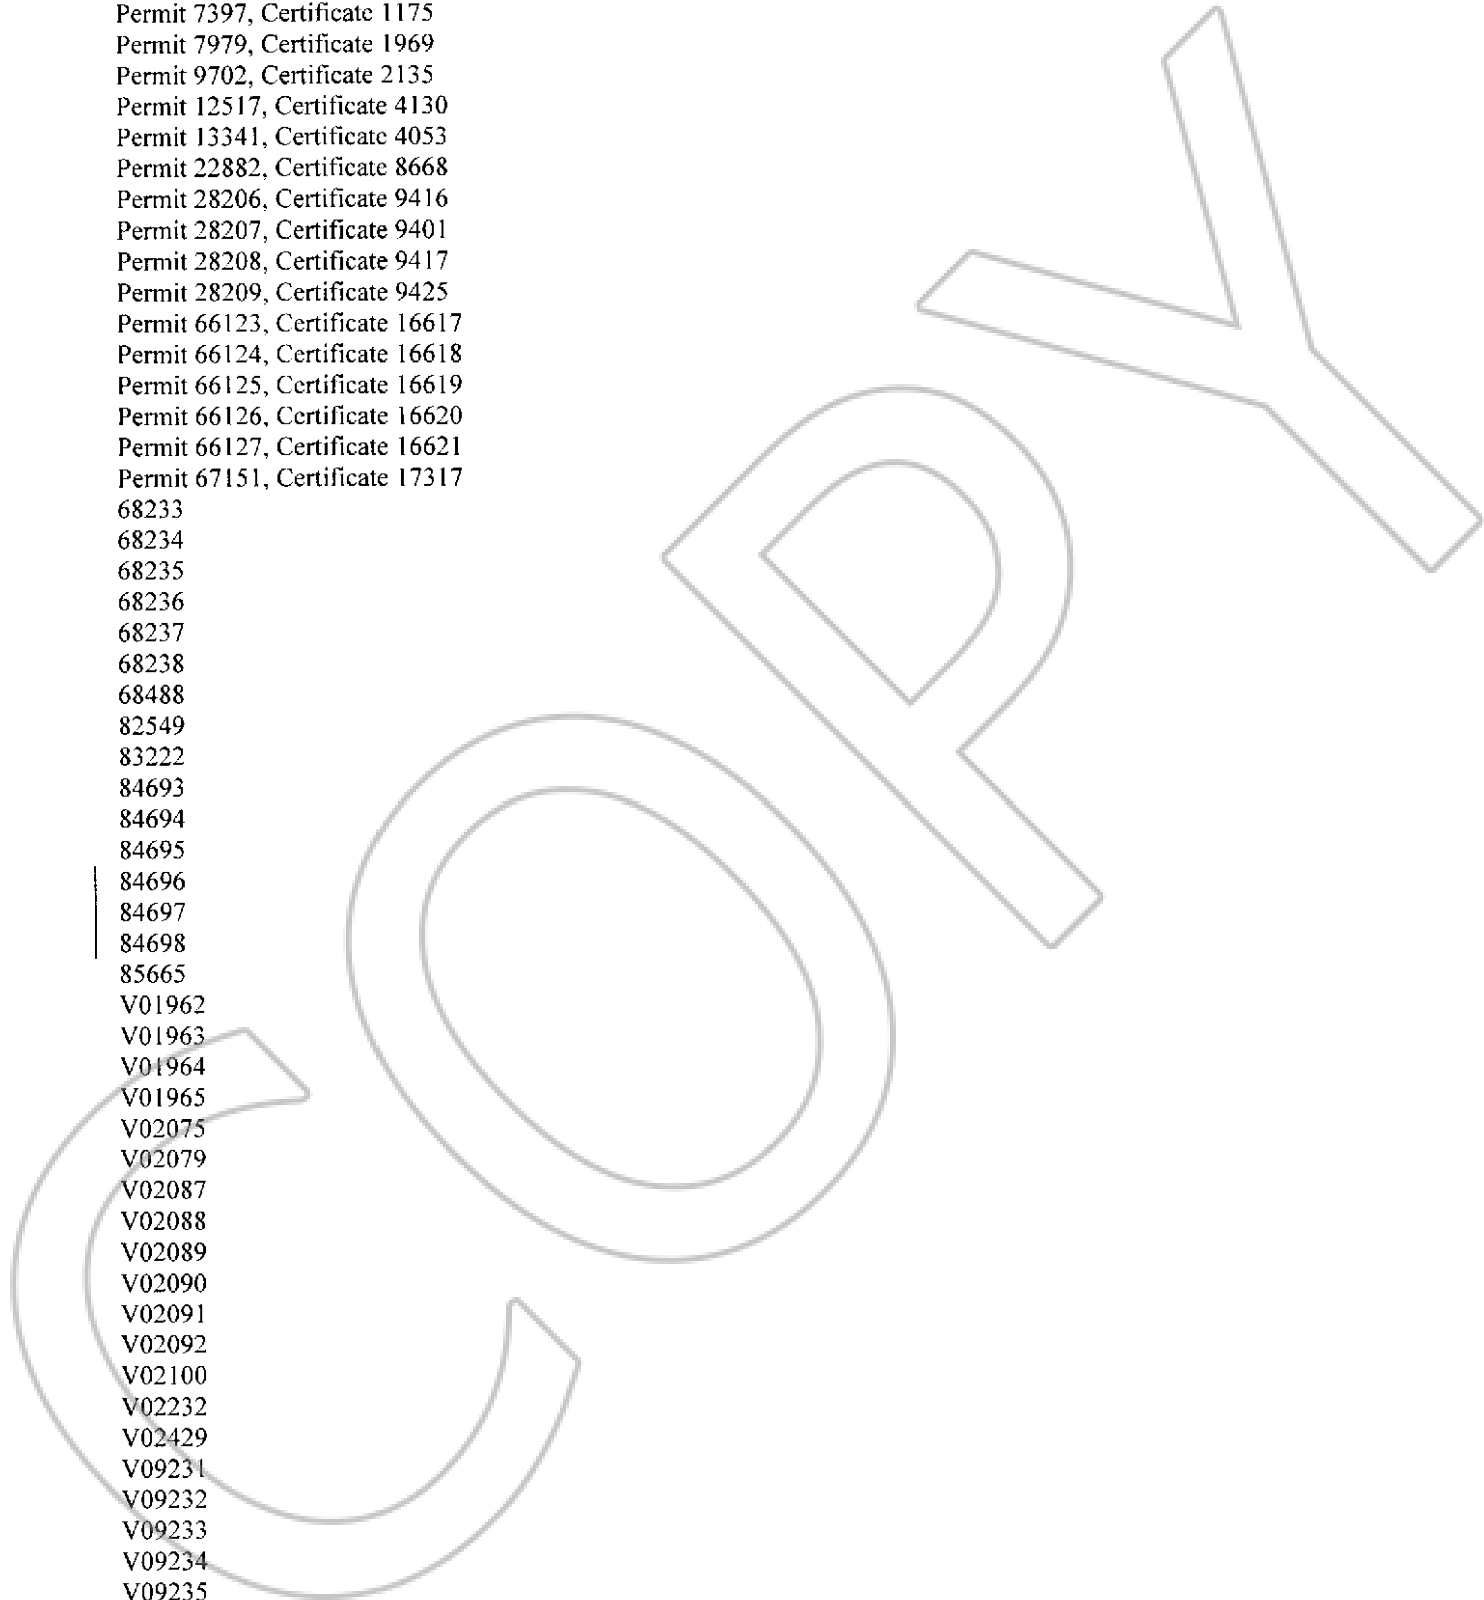 Permit 7397, Certificate 1175
Permit 7979, Certificate 1969
Permit 9702, Certificate 2135
Permit 12517, Certificate 4130
Permit 13341, Certificate 4053
Permit 22882, Certificate 8668
Permit 28206, Certificate 9416
Permit 28207, Certificate 9401
Permit 28208, Certificate 9417
Permit 28209, Certificate 9425
Permit 66123, Certificate 16617
Permit 66124, Certificate 16618
Permit 66125, Certificate 16619
Permit 66126, Certificate 16620
Permit 66127, Certificate 16621
Permit 67151, Certificate 17317
68233
68234
68235
68236
68237
68238
68488
82549
83222
84693
84694
84695
84696
84697
84698
85665
V01962
V01963
V01964
V01965
V02075
V02079
V02087
V02088
V02089
V02090
V02091
V02092
V02100
V02232
V02429
V09231
V09232
V09233
V09234
V09235
COPY